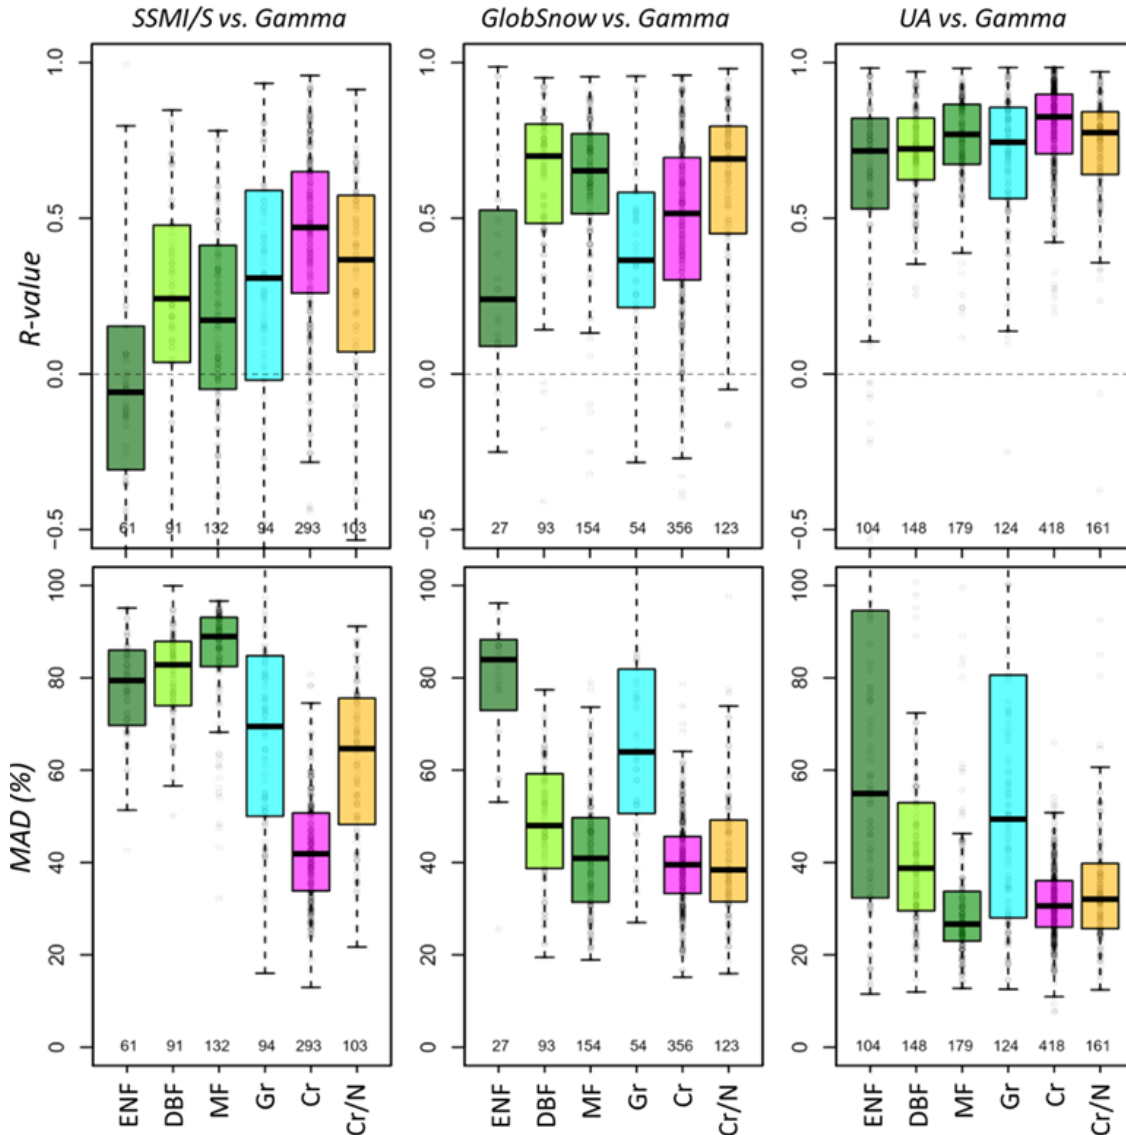 SSMI/S vs. Gamma GlobSnow vs. Gamma UA vs. Gamma
R-value
1.0 1.0 1.0
0.5 0.5 0.5
0.0 0.0 0.0
−0.5 −0.5 −0.5
61 91 132 94 293 103 27 93 154 54 356 123 104 148 179 124 418 161
MAD (%)
100 100 100
80 80 80
60 60 60
40 40 40
20 20 20
0 0 0
61 91 132 94 293 103 27 93 154 54 356 123 104 148 179 124 418 161
ENF DBF MF Gr Cr Cr/N ENF DBF MF Gr Cr Cr/N ENF DBF MF Gr Cr Cr/N